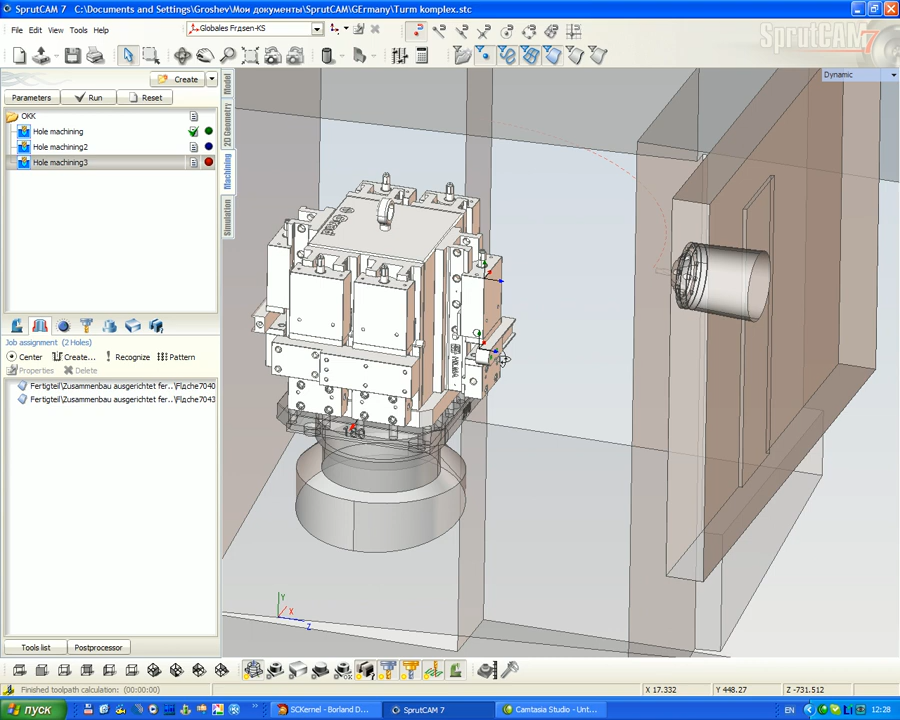 SprutCAM 7   C:\Documents and Settings\Groshev\Мои документы\SprutCAM\GErmany\Turm komplex.stc
File Edit View Tools Help
Globales Frдsen-KS
SprutCAM 7
Create
Dynamic
Parameters Run Reset
ОКК
Hole machining
Hole machining2
Hole machining3
Model
2D Geometry
Machining
Simulation
Job assignment (2 Holes)
Center Create... Recognize Pattern
Properties Delete
Fertigteil\Zusammenbau ausgerichtet fer..\Flдche7040
Fertigteil\Zusammenbau ausgerichtet fer..\Flдche7043
180
Y
X
Z
Tools list Postprocessor
Finished toolpath calculation: (00:00:00)
X 17.332 Y 448.27 Z -731.512
пуск
SCKernel - Borland D...
SprutCAM 7
Camtasia Studio - Unt...
EN
12:28